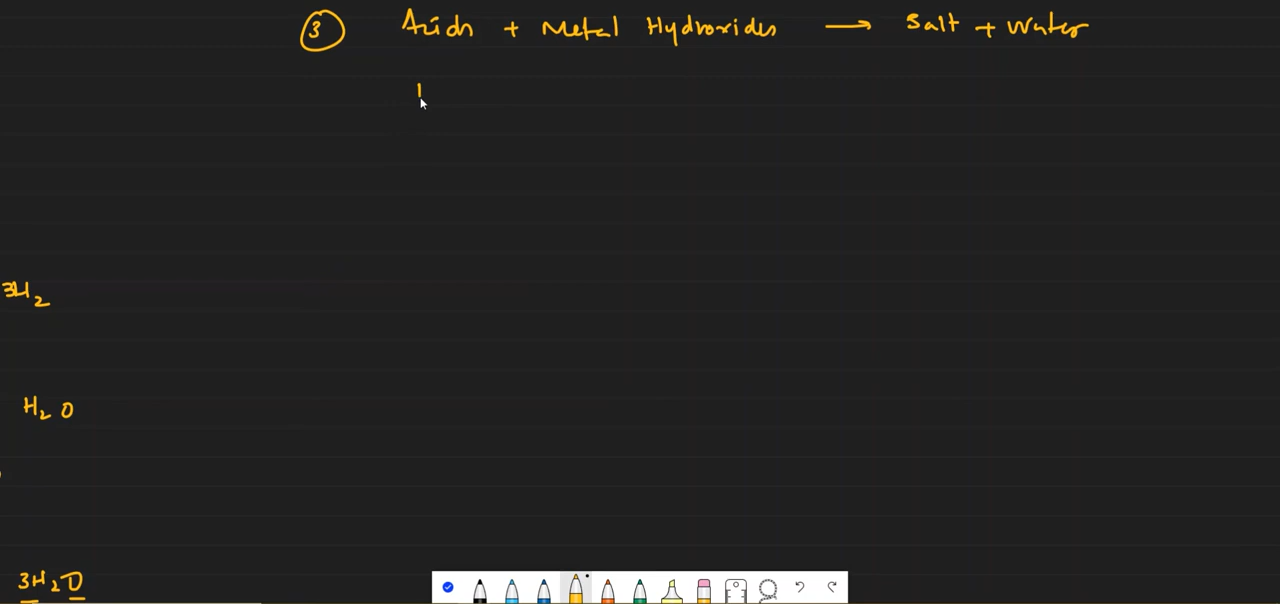 ③ Acids + Metal Hydroxides → Salt + Water
3H₂
H₂O
3H₂O